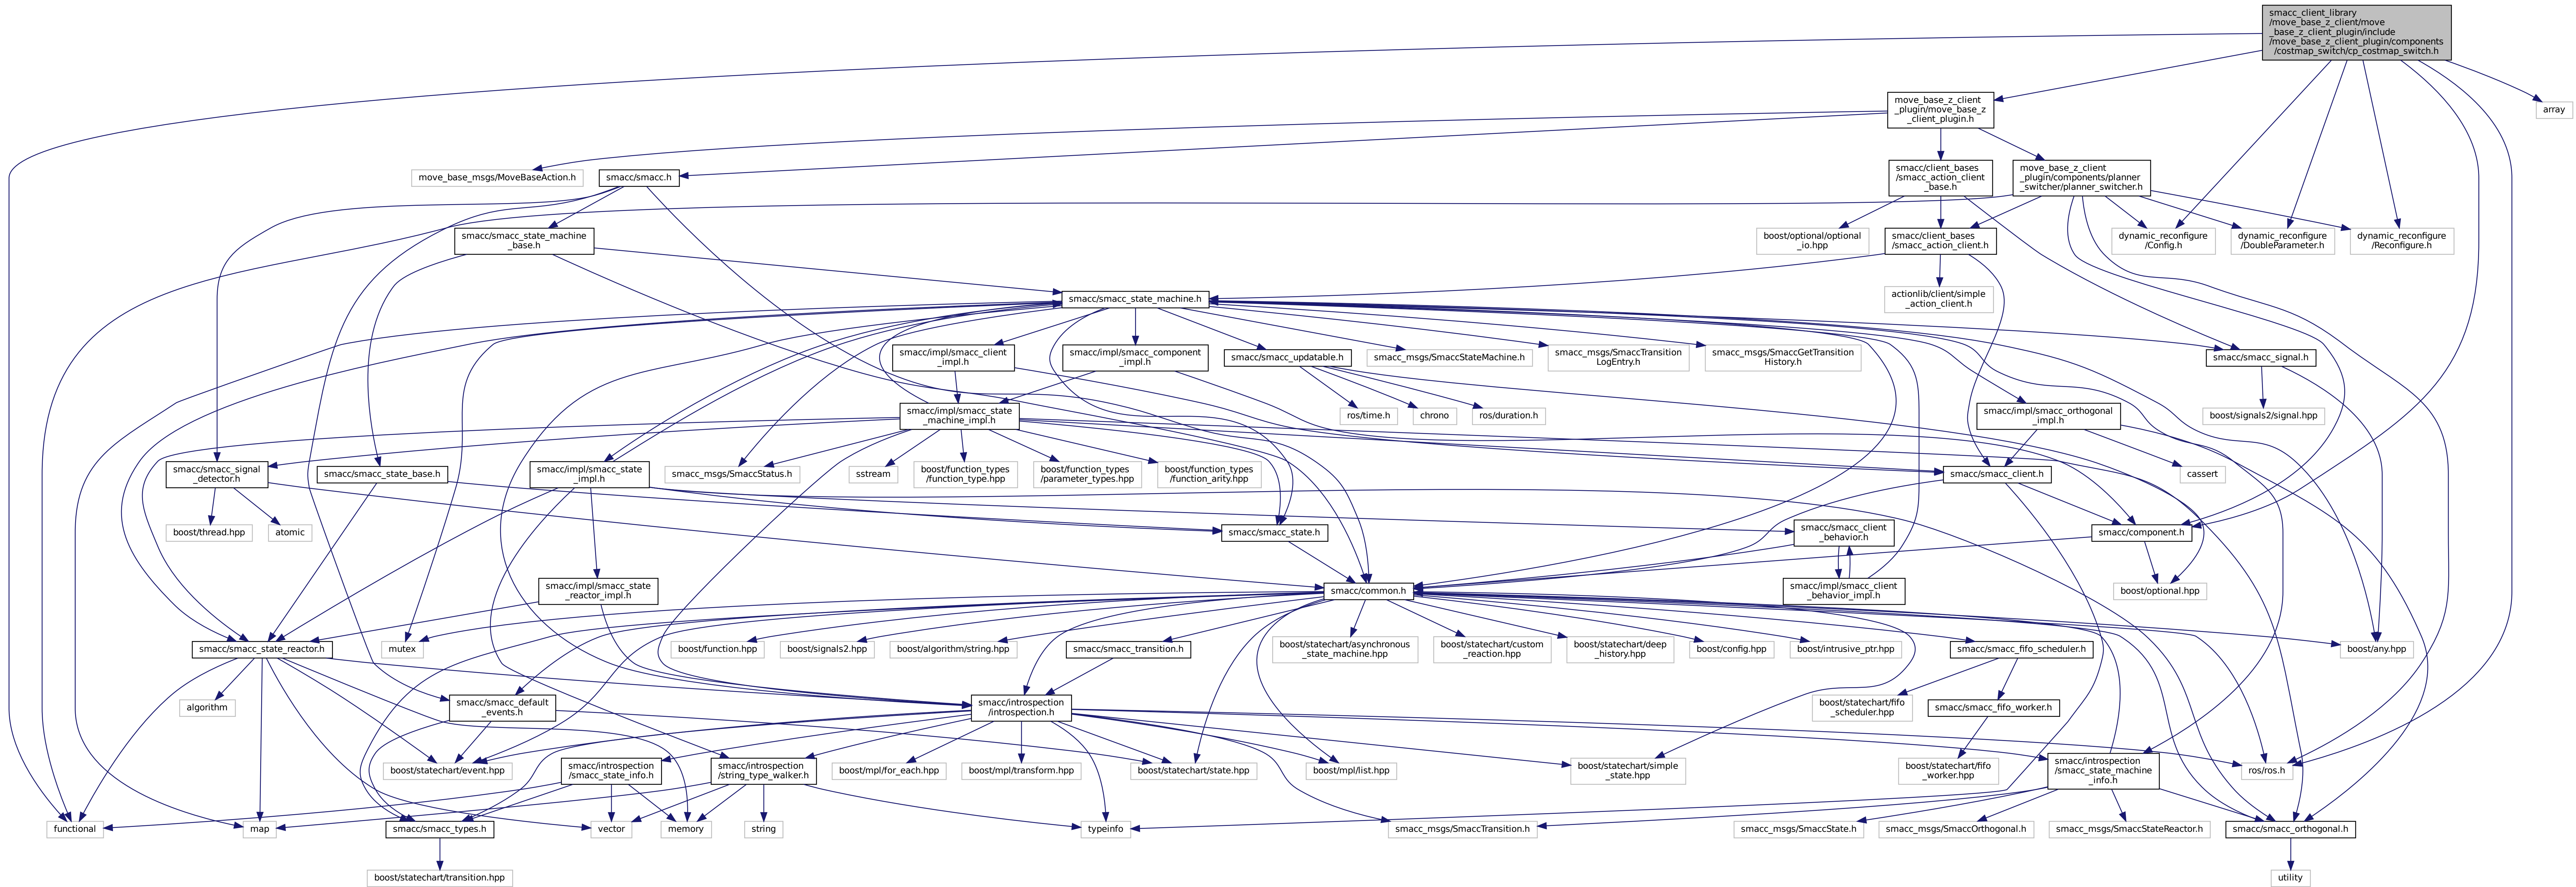 smacc_client_library
/move_base_z_client/move
_base_z_client_plugin/include
/move_base_z_client_plugin/components
/costmap_switch/cp_costmap_switch.h
move_base_z_client
_plugin/move_base_z
_client_plugin.h
array
move_base_msgs/MoveBaseAction.h
smacc/smacc.h
smacc/client_bases
/smacc_action_client
_base.h
move_base_z_client
_plugin/components/planner
_switcher/planner_switcher.h
smacc/smacc_state_machine
_base.h
boost/optional/optional
_io.hpp
smacc/client_bases
/smacc_action_client.h
dynamic_reconfigure
/Config.h
dynamic_reconfigure
/DoubleParameter.h
dynamic_reconfigure
/Reconfigure.h
smacc/smacc_state_machine.h
actionlib/client/simple
_action_client.h
smacc/impl/smacc_client
_impl.h
smacc/impl/smacc_component
_impl.h
smacc/smacc_updatable.h
smacc_msgs/SmaccStateMachine.h
smacc_msgs/SmaccTransition
LogEntry.h
smacc_msgs/SmaccGetTransition
History.h
smacc/smacc_signal.h
smacc/impl/smacc_state
_machine_impl.h
ros/time.h
chrono
ros/duration.h
smacc/impl/smacc_orthogonal
_impl.h
boost/signals2/signal.hpp
smacc/smacc_signal
_detector.h
smacc/smacc_state_base.h
smacc/impl/smacc_state
_impl.h
smacc_msgs/SmaccStatus.h
sstream
boost/function_types
/function_type.hpp
boost/function_types
/parameter_types.hpp
boost/function_types
/function_arity.hpp
smacc/smacc_client.h
cassert
boost/thread.hpp
atomic
smacc/smacc_state.h
smacc/smacc_client
_behavior.h
smacc/component.h
smacc/impl/smacc_state
_reactor_impl.h
smacc/common.h
smacc/impl/smacc_client
_behavior_impl.h
boost/optional.hpp
smacc/smacc_state_reactor.h
mutex
boost/function.hpp
boost/signals2.hpp
boost/algorithm/string.hpp
smacc/smacc_transition.h
boost/statechart/asynchronous
_state_machine.hpp
boost/statechart/custom
_reaction.hpp
boost/statechart/deep
_history.hpp
boost/config.hpp
boost/intrusive_ptr.hpp
smacc/smacc_fifo_scheduler.h
boost/any.hpp
algorithm
smacc/smacc_default
_events.h
smacc/introspection
/introspection.h
boost/statechart/fifo
_scheduler.hpp
smacc/smacc_fifo_worker.h
boost/statechart/event.hpp
smacc/introspection
/smacc_state_info.h
smacc/introspection
/string_type_walker.h
boost/mpl/for_each.hpp
boost/mpl/transform.hpp
boost/statechart/state.hpp
boost/mpl/list.hpp
boost/statechart/simple
_state.hpp
boost/statechart/fifo
_worker.hpp
smacc/introspection
/smacc_state_machine
_info.h
ros/ros.h
functional
map
smacc/smacc_types.h
vector
memory
string
typeinfo
smacc_msgs/SmaccTransition.h
smacc_msgs/SmaccState.h
smacc_msgs/SmaccOrthogonal.h
smacc_msgs/SmaccStateReactor.h
smacc/smacc_orthogonal.h
boost/statechart/transition.hpp
utility